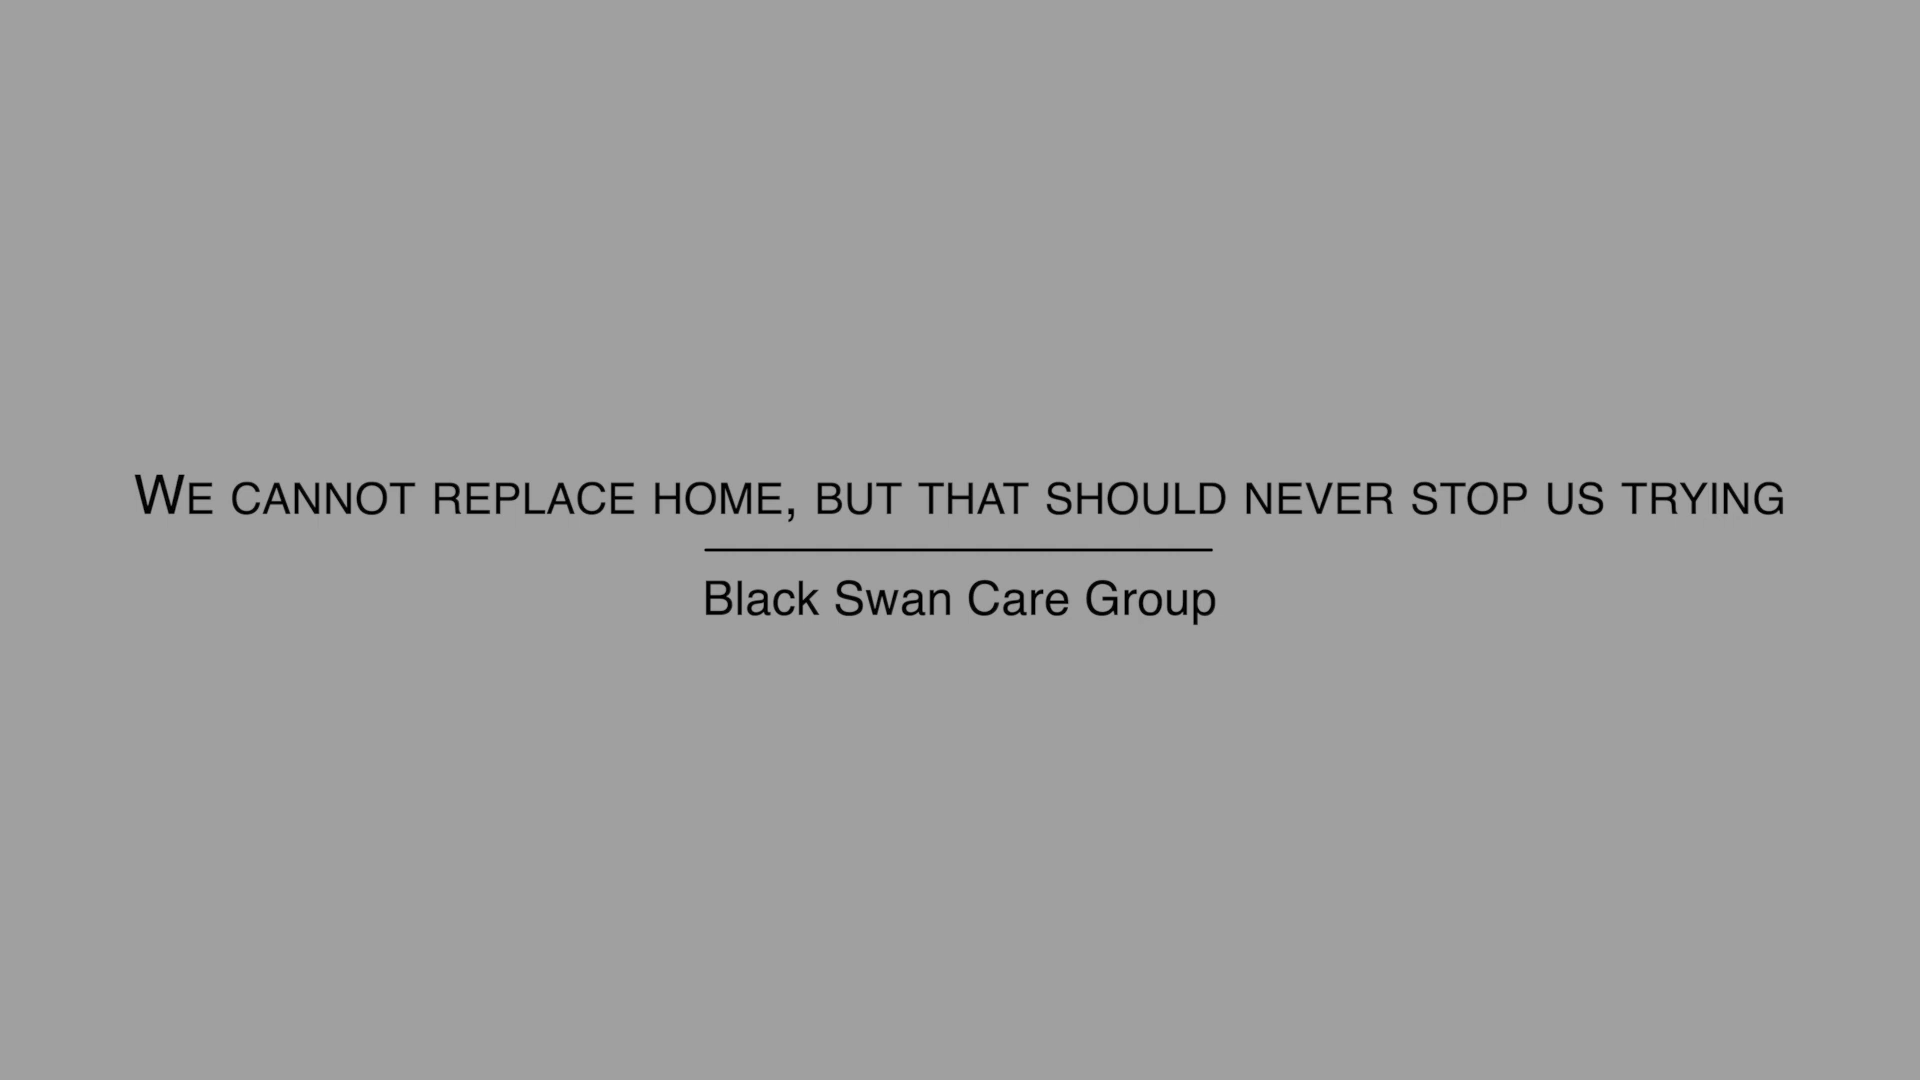 We cannot replace home, but that should never stop us trying
Black Swan Care Group